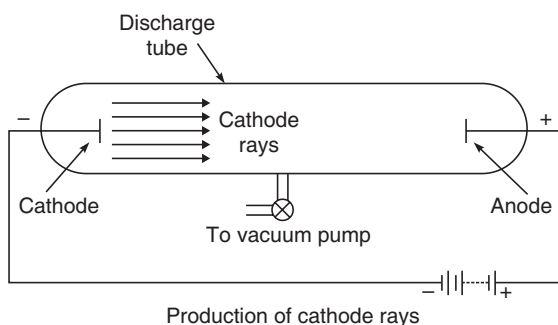 Discharge
tube
−
+
Cathode
rays
Cathode
Anode
To vacuum pump
− +
Production of cathode rays